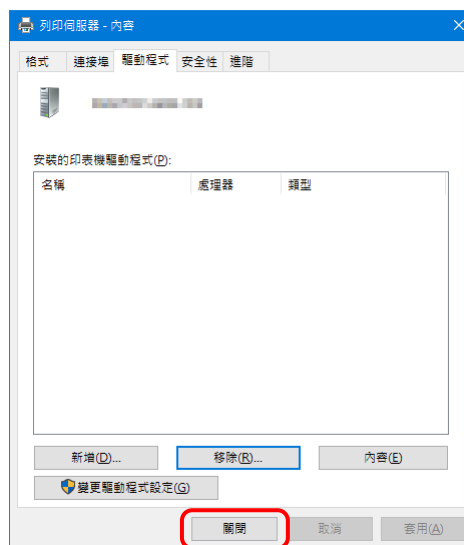 列印伺服器 - 內容
格式 連接埠 驅動程式 安全性 進階
安裝的印表機驅動程式(P):
名稱 處理器 類型
新增(D)... 移除(R)... 內容(E)
變更驅動程式設定(G)
關閉 取消 套用(A)